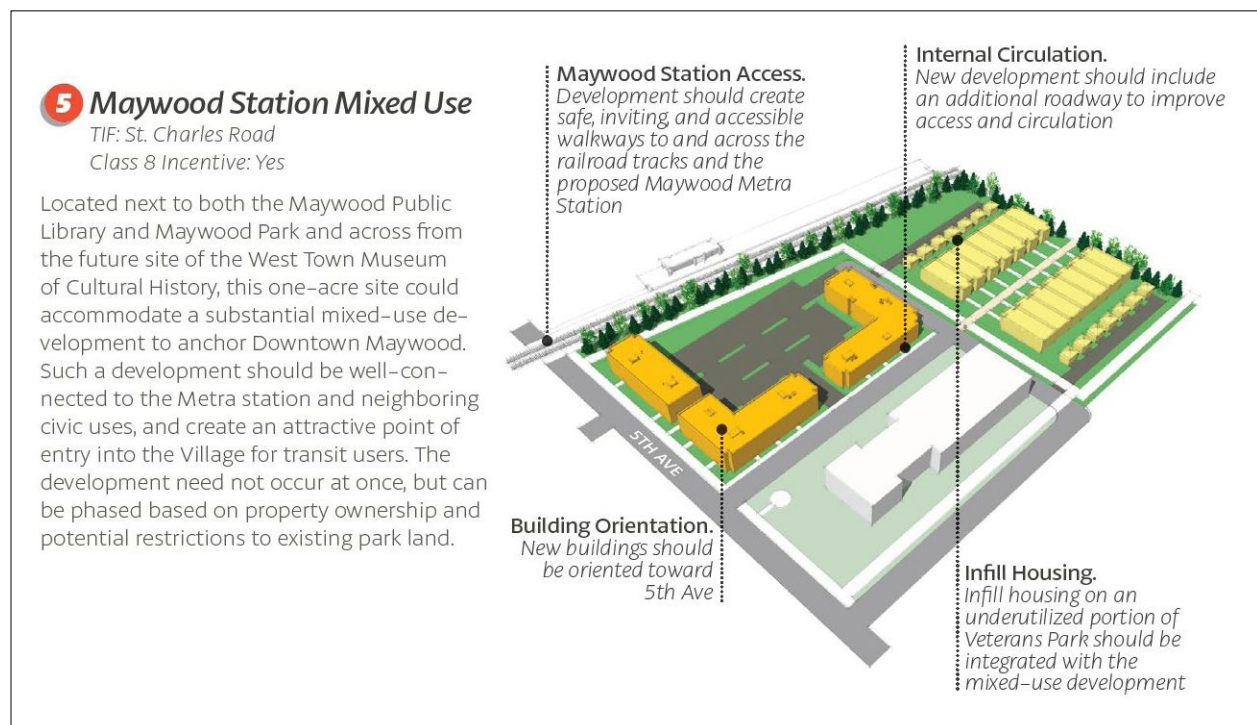 5 Maywood Station Mixed Use
TIF: St. Charles Road
Class 8 Incentive: Yes
Located next to both the Maywood Public
Library and Maywood Park and across from
the future site of the West Town Museum
of Cultural History, this one-acre site could
accommodate a substantial mixed-use de-
velopment to anchor Downtown Maywood.
Such a development should be well-con-
nected to the Metra station and neighboring
civic uses, and create an attractive point of
entry into the Village for transit users. The
development need not occur at once, but can
be phased based on property ownership and
potential restrictions to existing park land.
Maywood Station Access.
Development should create
safe, inviting, and accessible
walkways to and across the
railroad tracks and the
proposed Maywood Metra
Station
Internal Circulation.
New development should include
an additional roadway to improve
access and circulation
5TH AVE
Building Orientation.
New buildings should
be oriented toward
5th Ave
Infill Housing.
Infill housing on an
underutilized portion of
Veterans Park should be
integrated with the
mixed-use development